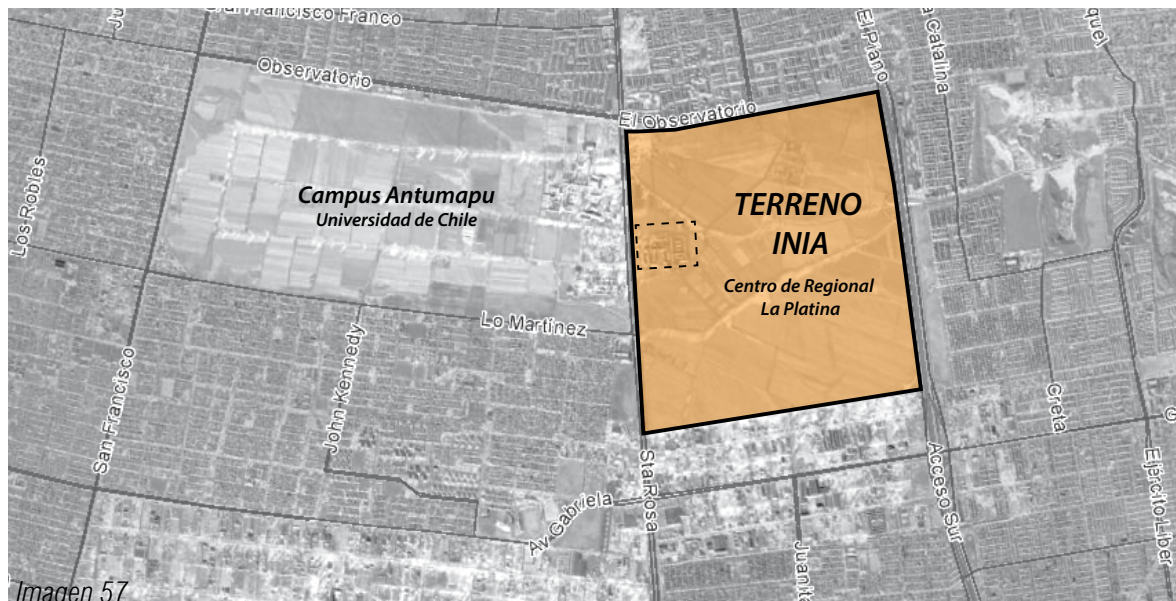 Francisco Franco
Observatorio
El Observatorio
El Piano
Catalina
Los Robles
Campus Antumapu
Universidad de Chile
TERRENO
INIA
Centro de Regional
La Platina
Lo Martínez
San Francisco
John Kennedy
Sta Rosa
Av Gabriela
Acceso Sur
Creta
Juanita
Imagen 57